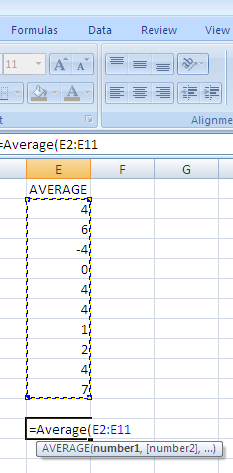 Formulas Data Review View
11 A A
A
Alignme
=Average(E2:E11
E F G
AVERAGE
4
6
-4
0
4
4
1
2
4
7
=Average(E2:E11
AVERAGE(number1, [number2], ...)